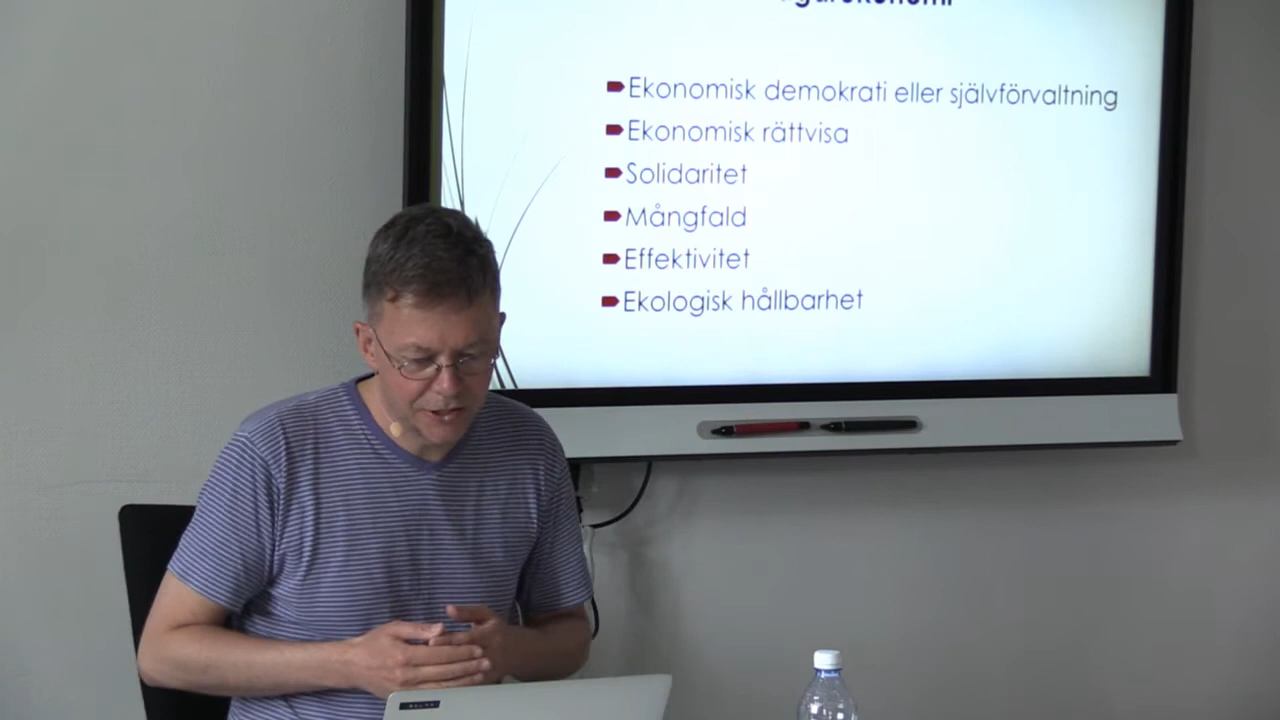 Ekonomisk demokrati eller självförvaltning
Ekonomisk rättvisa
Solidaritet
Mångfald
Effektivitet
Ekologisk hållbarhet